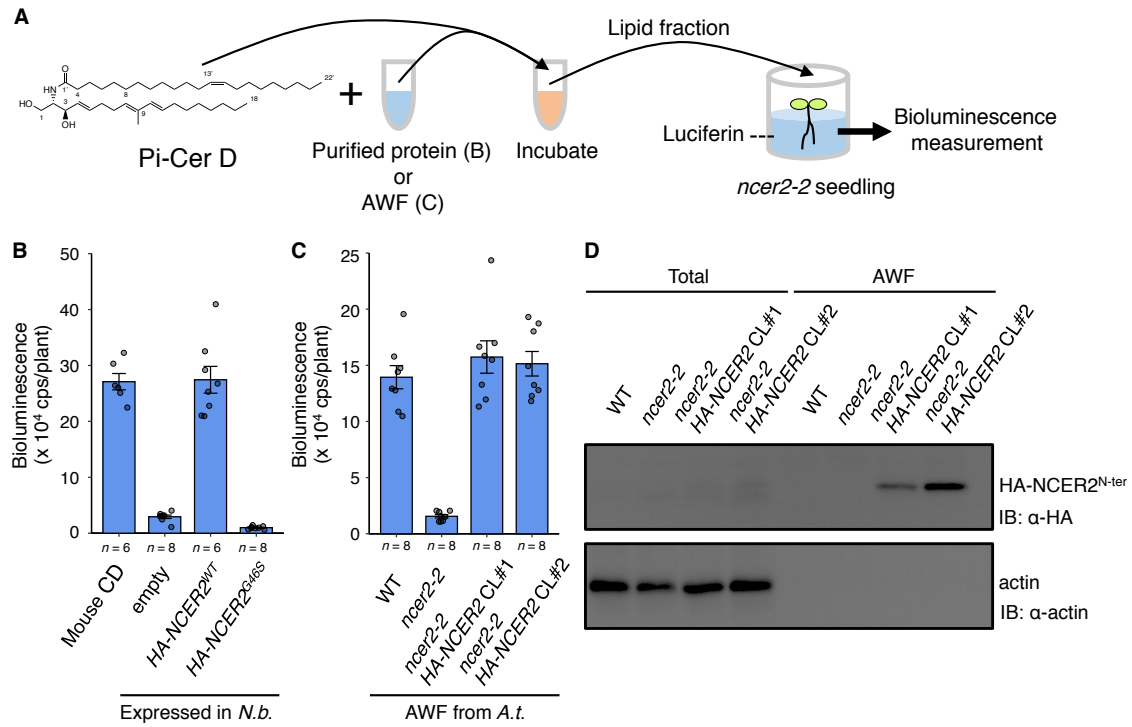 A
Lipid fraction
O
1'
4
8
13'
22'
NH
HO
1
3
OH
9
18
+
Luciferin
Bioluminescence
measurement
Pi-Cer D
Purified protein (B)
or
AWF (C)
Incubate
ncer2-2 seedling
B
Bioluminescence
(x 10⁴ cps/plant)
50
40
30
20
10
0
n = 6
n = 8
n = 6
n = 8
Mouse CD
empty
HA-NCER2^WT
HA-NCER2^G46S
Expressed in N.b.
C
Bioluminescence
(x 10⁴ cps/plant)
25
20
15
10
5
0
n = 8
n = 8
n = 8
n = 8
WT
ncer2-2
ncer2-2
HA-NCER2 CL#1
ncer2-2
HA-NCER2 CL#2
AWF from A.t.
D
Total
AWF
WT
ncer2-2
ncer2-2
HA-NCER2 CL#1
ncer2-2
HA-NCER2 CL#2
WT
ncer2-2
ncer2-2
HA-NCER2 CL#1
ncer2-2
HA-NCER2 CL#2
HA-NCER2^N-ter
IB: α-HA
actin
IB: α-actin